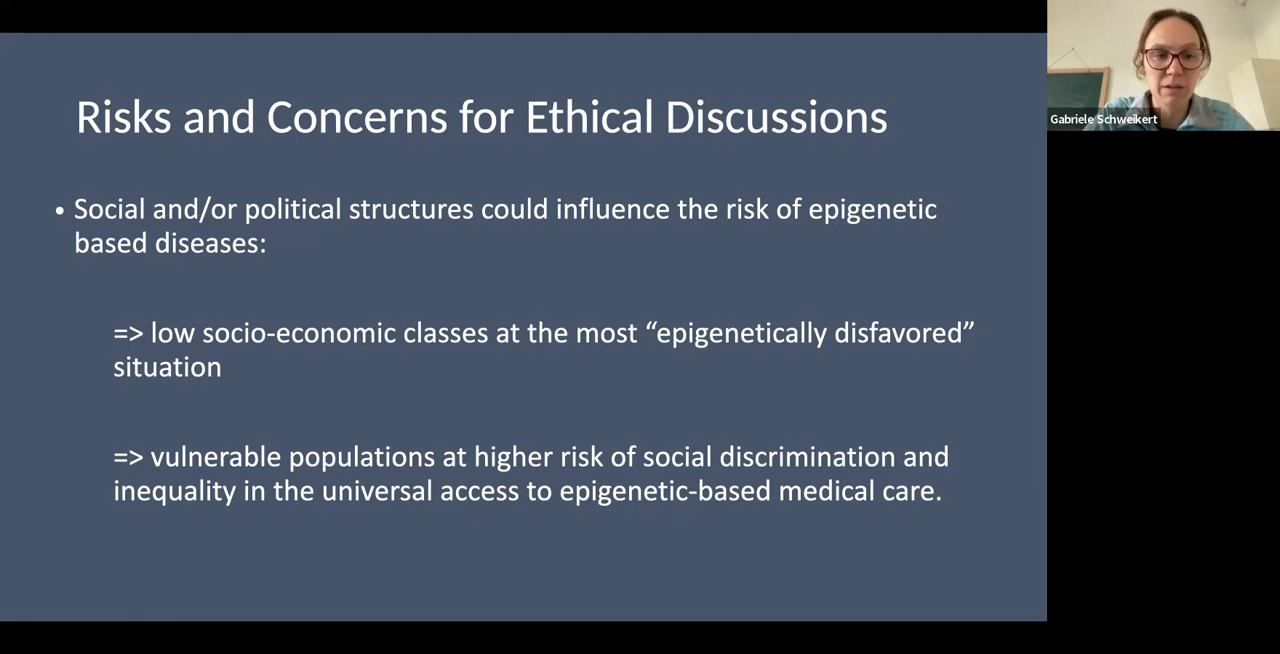 Risks and Concerns for Ethical Discussions
• Social and/or political structures could influence the risk of epigenetic
based diseases:
=> low socio-economic classes at the most “epigenetically disfavored”
situation
=> vulnerable populations at higher risk of social discrimination and
inequality in the universal access to epigenetic-based medical care.
Gabriele Schweikert